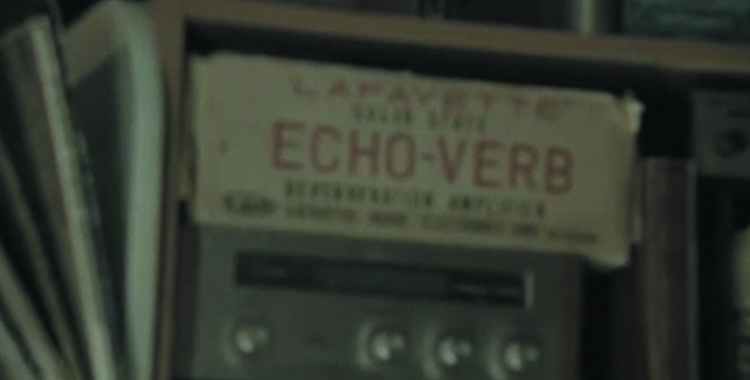 LAFAYETTE
SOLID STATE
ECHO-VERB
REVERBERATION AMPLIFIER